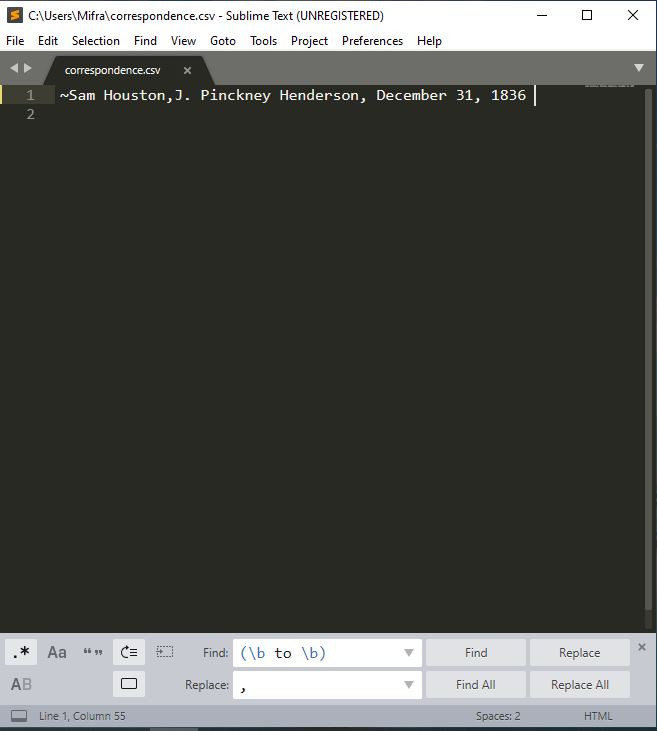 C:\Users\Mifra\correspondence.csv - Sublime Text (UNREGISTERED)
File Edit Selection Find View Goto Tools Project Preferences Help
correspondence.csv ×
1 ~Sam Houston,J. Pinckney Henderson, December 31, 1836
2
.* Aa “” Find: (\b to \b) Find Replace ×
AB Replace: , Find All Replace All
Line 1, Column 55 Spaces: 2 HTML